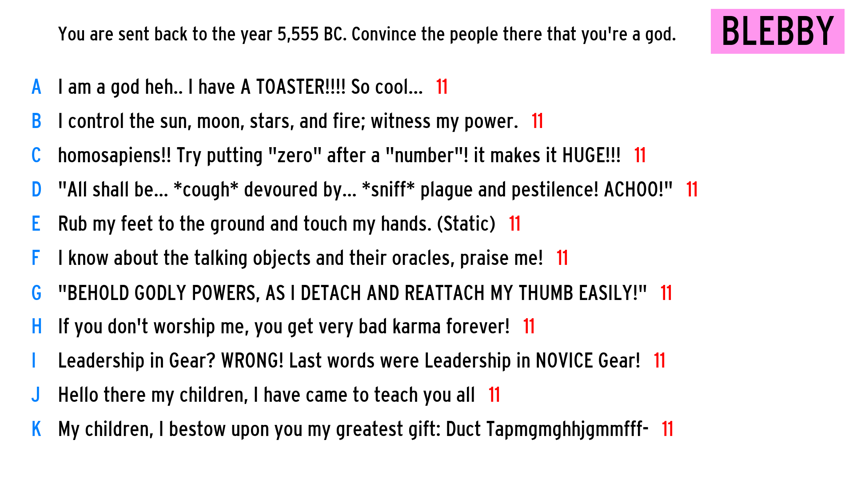 You are sent back to the year 5,555 BC. Convince the people there that you're a god.
BLEBBY
A I am a god heh.. I have A TOASTER!!!! So cool... 11
B I control the sun, moon, stars, and fire; witness my power. 11
C homosapiens!! Try putting "zero" after a "number"! it makes it HUGE!!! 11
D "All shall be... *cough* devoured by... *sniff* plague and pestilence! ACHOO!" 11
E Rub my feet to the ground and touch my hands. (Static) 11
F I know about the talking objects and their oracles, praise me! 11
G "BEHOLD GODLY POWERS, AS I DETACH AND REATTACH MY THUMB EASILY!" 11
H If you don't worship me, you get very bad karma forever! 11
I Leadership in Gear? WRONG! Last words were Leadership in NOVICE Gear! 11
J Hello there my children, I have came to teach you all 11
K My children, I bestow upon you my greatest gift: Duct Tapmgmghhjgmmfff- 11